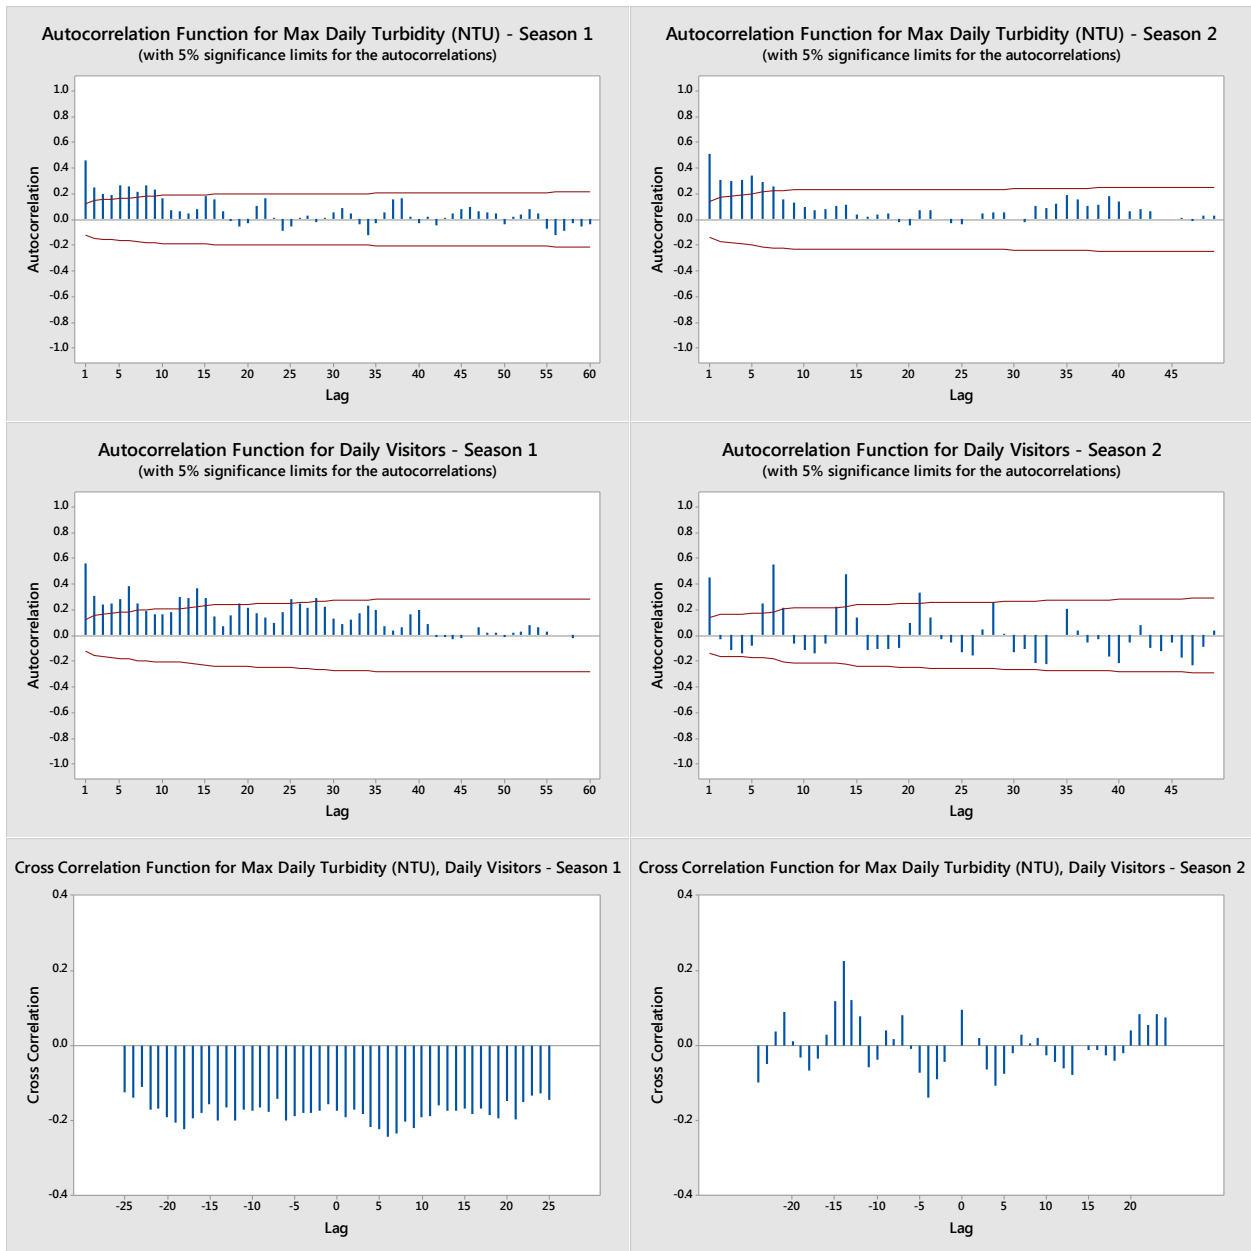 Autocorrelation Function for Max Daily Turbidity (NTU) - Season 1
(with 5% significance limits for the autocorrelations)
1.0
0.8
0.6
0.4
0.2
0.0
-0.2
-0.4
-0.6
-0.8
-1.0
Autocorrelation
1 5 10 15 20 25 30 35 40 45 50 55 60
Lag
Autocorrelation Function for Max Daily Turbidity (NTU) - Season 2
(with 5% significance limits for the autocorrelations)
1.0
0.8
0.6
0.4
0.2
0.0
-0.2
-0.4
-0.6
-0.8
-1.0
Autocorrelation
1 5 10 15 20 25 30 35 40 45
Lag
Autocorrelation Function for Daily Visitors - Season 1
(with 5% significance limits for the autocorrelations)
1.0
0.8
0.6
0.4
0.2
0.0
-0.2
-0.4
-0.6
-0.8
-1.0
Autocorrelation
1 5 10 15 20 25 30 35 40 45 50 55 60
Lag
Autocorrelation Function for Daily Visitors - Season 2
(with 5% significance limits for the autocorrelations)
1.0
0.8
0.6
0.4
0.2
0.0
-0.2
-0.4
-0.6
-0.8
-1.0
Autocorrelation
1 5 10 15 20 25 30 35 40 45
Lag
Cross Correlation Function for Max Daily Turbidity (NTU), Daily Visitors - Season 1
0.4
0.2
0.0
-0.2
-0.4
Cross Correlation
-25 -20 -15 -10 -5 0 5 10 15 20 25
Lag
Cross Correlation Function for Max Daily Turbidity (NTU), Daily Visitors - Season 2
0.4
0.2
0.0
-0.2
-0.4
Cross Correlation
-20 -15 -10 -5 0 5 10 15 20
Lag